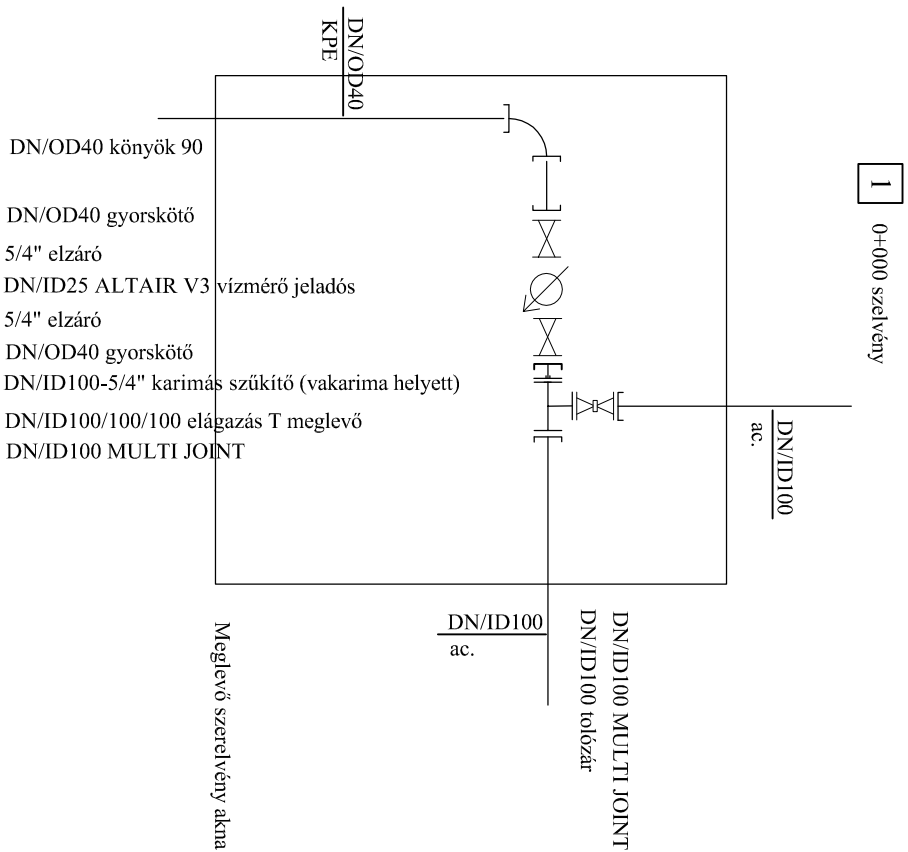 DN/OD40
KPE
DN/OD40 könyök 90
DN/OD40 gyorskötő
5/4" elzáró
DN/ID25 ALTAIR V3 vízmérő jeladós
5/4" elzáró
DN/OD40 gyorskötő
DN/ID100-5/4" karimás szűkítő (vakarima helyett)
DN/ID100/100/100 elágazás T meglevő
DN/ID100 MULTI JOINT
1
0+000 szelvény
DN/ID100
ac.
DN/ID100
ac.
DN/ID100 MULTI JOINT
DN/ID100 tolózár
Meglevő szerelvény akna